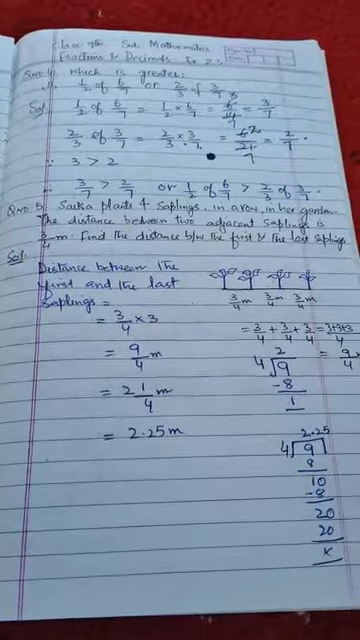 Class 7th Sub. Mathematics
Fractions & Decimals Ex 2.3
Q no. 4 which is greater:
1/2 of 6/7 or 2/3 of 3/7
Sol. 1/2 of 6/7 = 1/2 × 6/7 = 6/14 = 3/7
2/3 of 3/7 = 2/3 × 3/7 = 6/21 = 2/7
∵ 3 > 2
∴ 3/7 > 2/7 or 1/2 of 6/7 > 2/3 of 3/7.
Q no. 5. Saika plants 4 Saplings, in a row, in her garden
The distance between two adjacent Saplings is
3/4 m. Find the distance b/w the first & the last Saplings
Sol:
Distance between the
first and the last
Saplings =
3/4 m 3/4 m 3/4 m
= 3/4 × 3
= 3/4 + 3/4 + 3/4 = 3+3+3/4
= 9/4 m
= 9/4
2
4√9
-8
1
= 2 1/4 m
= 2.25 m
2.25
4√9
8
10
-8
20
20
x